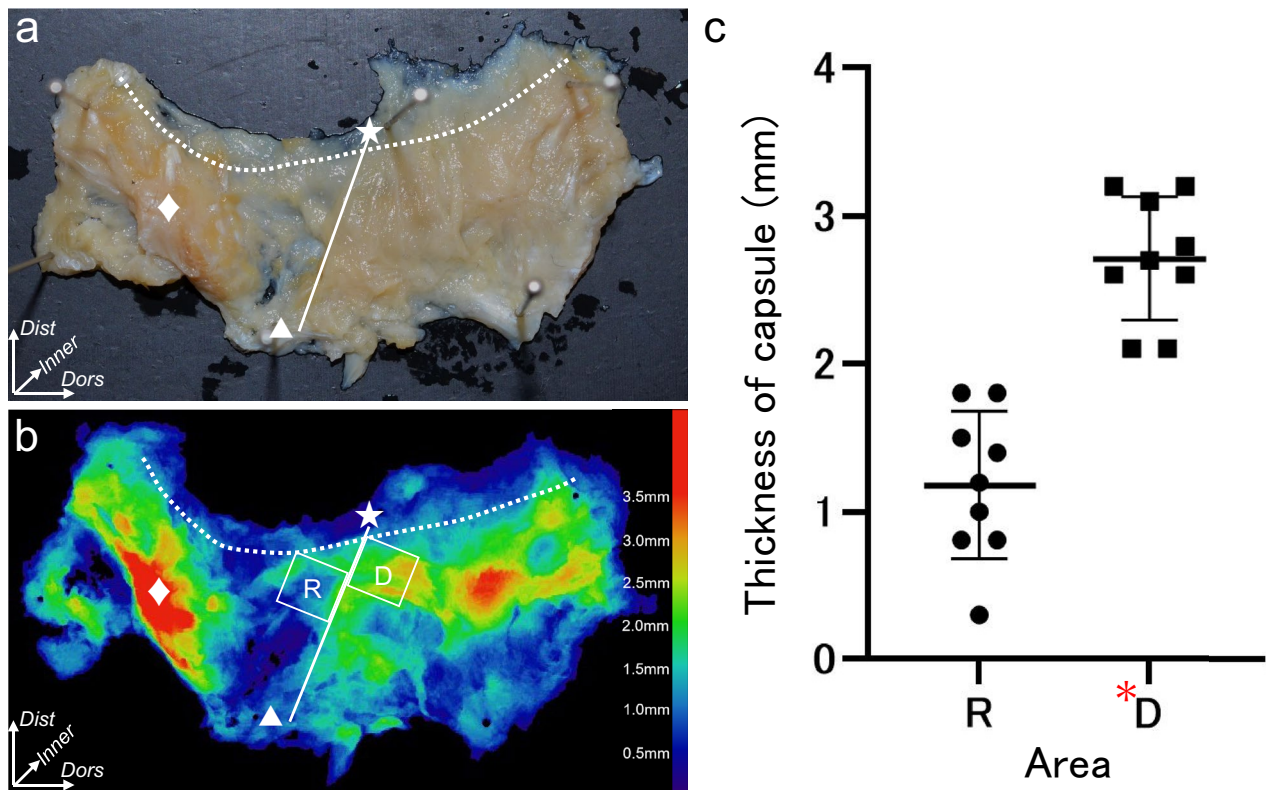 a
Dist
Inner
Dors
b
3.5mm
3.0mm
2.5mm
2.0mm
1.5mm
1.0mm
0.5mm
R
D
Dist
Inner
Dors
c
Thickness of capsule (mm)
4
3
2
1
0
R
*D
Area